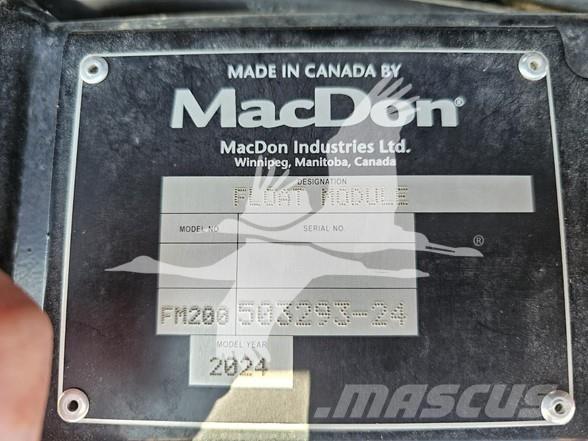 MADE IN CANADA BY
MacDon®
MacDon Industries Ltd.
Winnipeg, Manitoba, Canada
DESIGNATION
FLOAT MODULE
MODEL NO. SERIAL NO.
®
FM200 503293-24
MODEL YEAR
2024
MASCUS